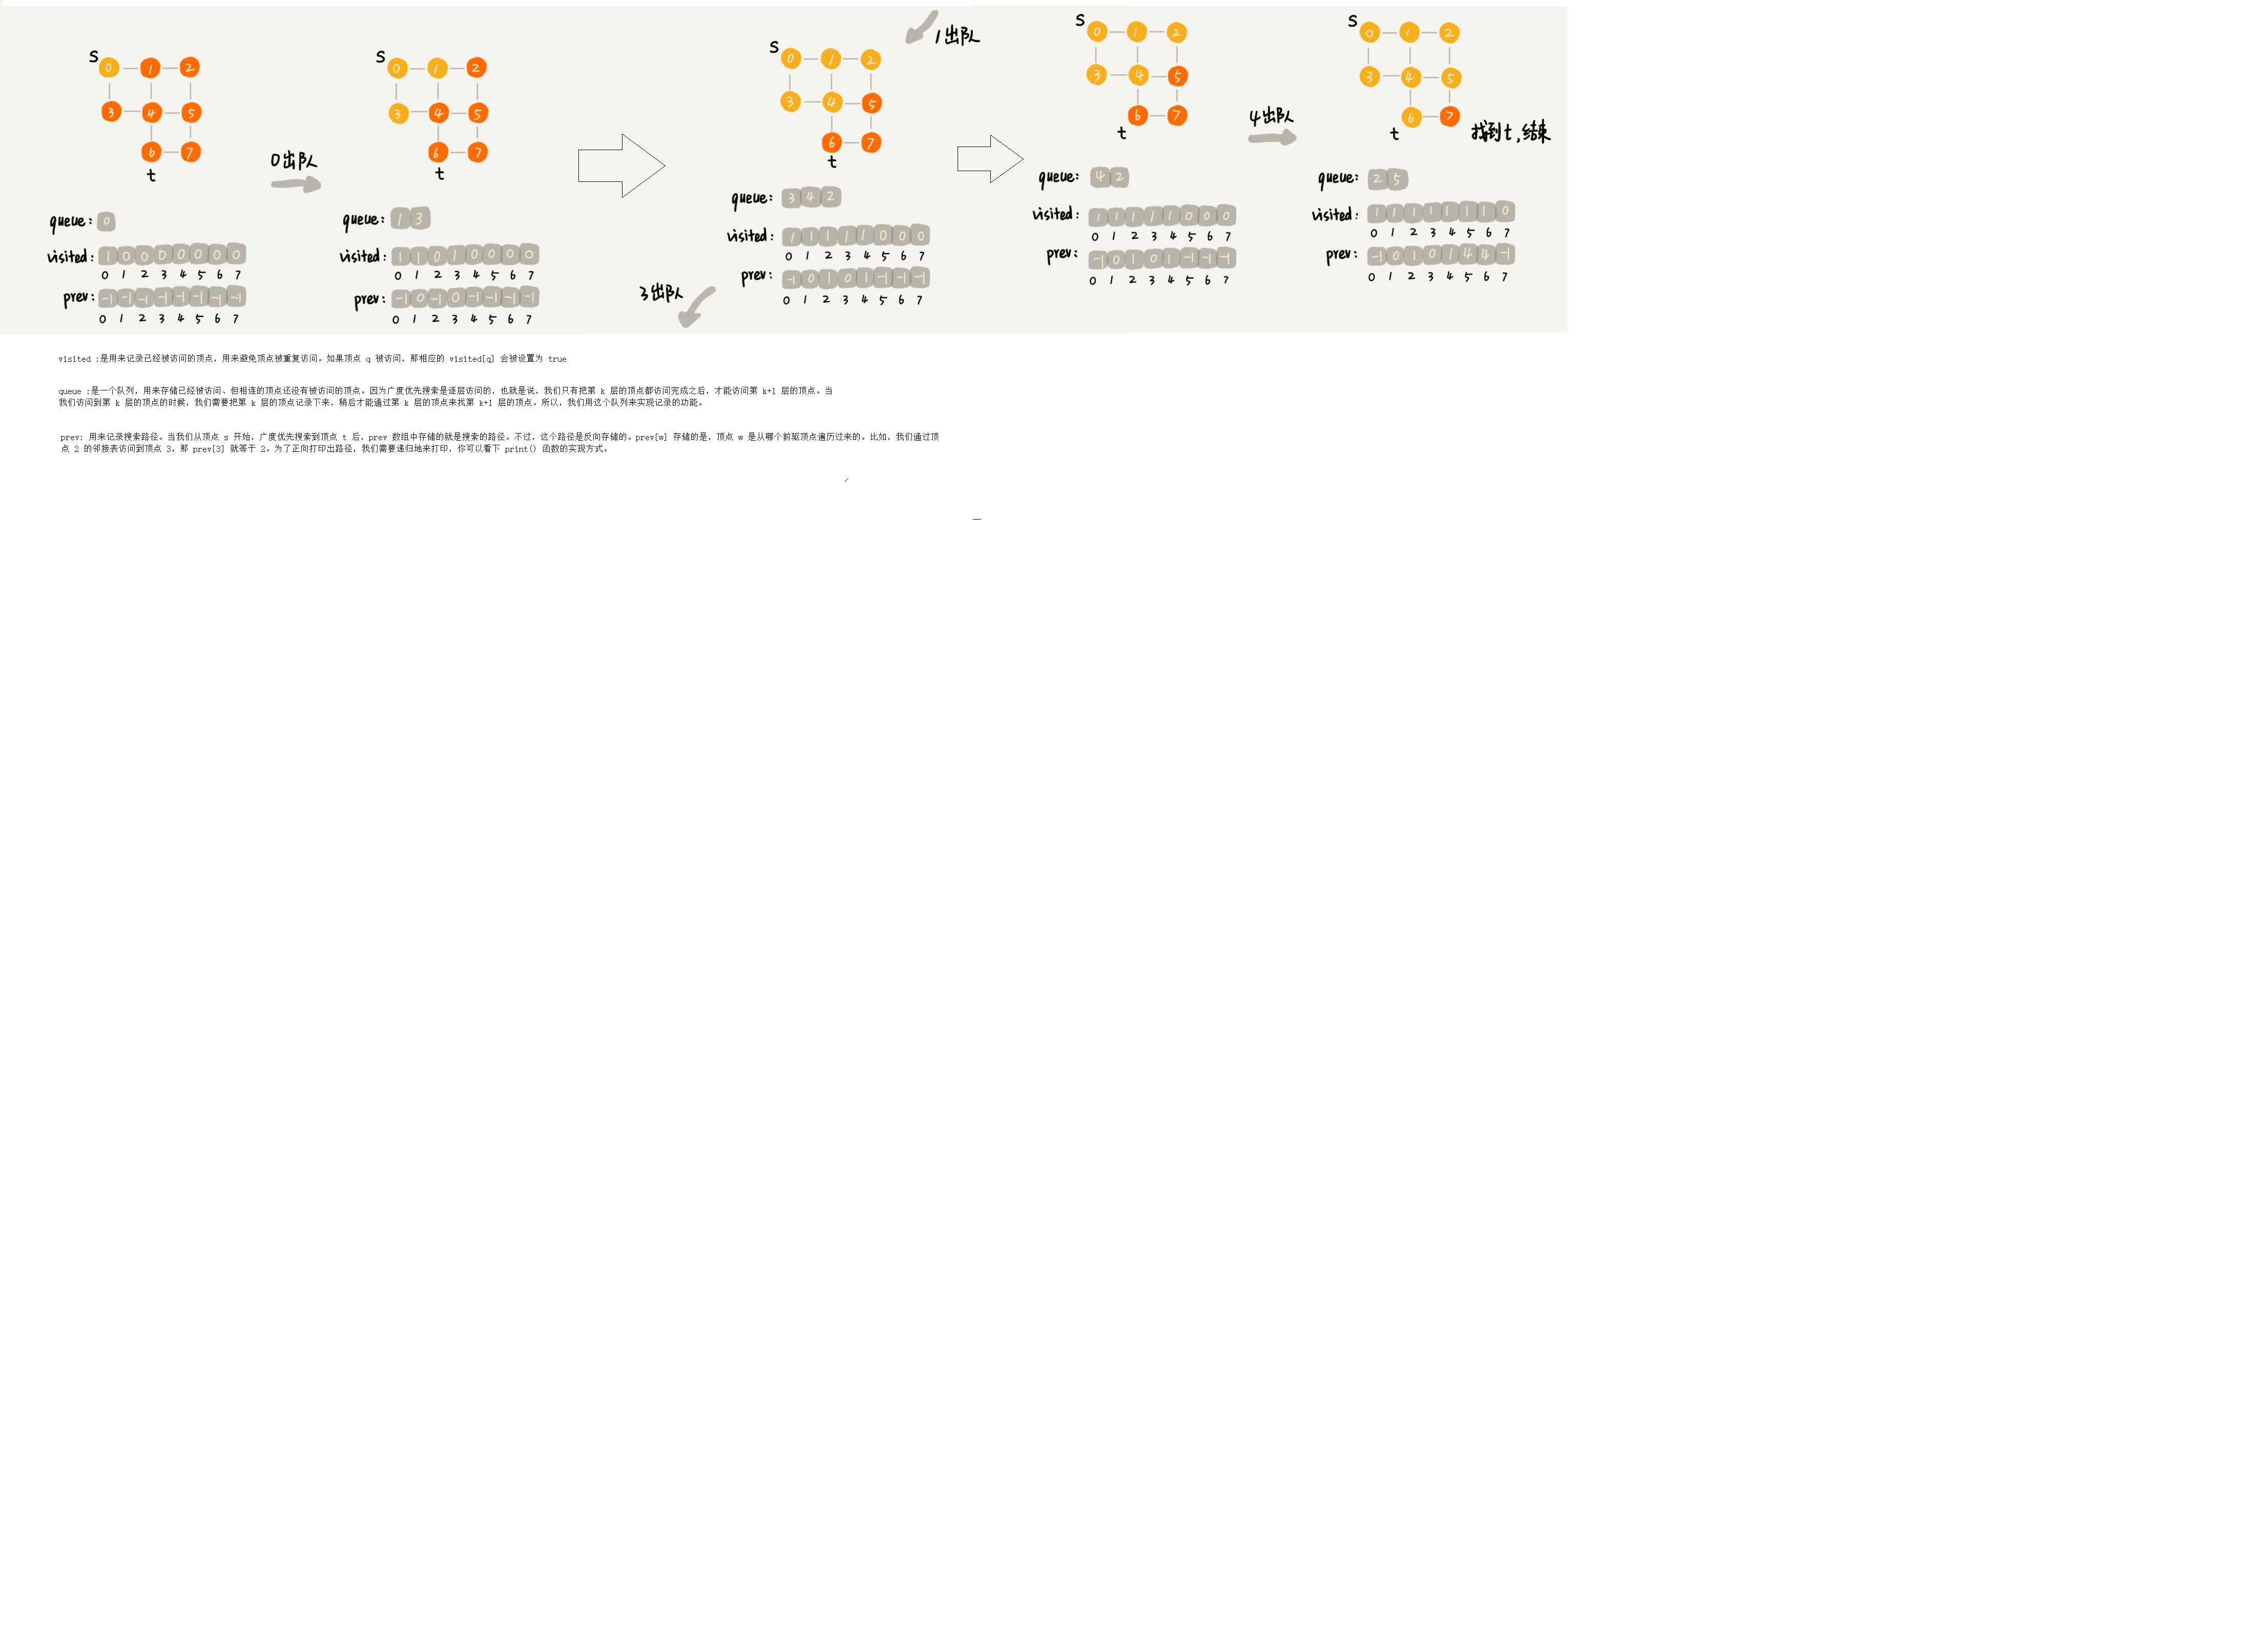 S
0 1 2
3 4 5
6 7
t
queue: 0
visited: 1 0 0 0 0 0 0 0
0 1 2 3 4 5 6 7
prev: -1 -1 -1 -1 -1 -1 -1 -1
0 1 2 3 4 5 6 7
0出队
S
0 1 2
3 4 5
6 7
t
queue: 1 3
visited: 1 1 0 1 0 0 0 0
0 1 2 3 4 5 6 7
prev: -1 0 -1 0 -1 -1 -1 -1
0 1 2 3 4 5 6 7
1出队
S
0 1 2
3 4 5
6 7
t
queue: 3 4 2
visited: 1 1 1 1 1 0 0 0
0 1 2 3 4 5 6 7
prev: -1 0 1 0 1 -1 -1 -1
0 1 2 3 4 5 6 7
3出队
S
0 1 2
3 4 5
6 7
t
queue: 4 2
visited: 1 1 1 1 1 0 0 0
0 1 2 3 4 5 6 7
prev: -1 0 1 0 1 -1 -1 -1
0 1 2 3 4 5 6 7
4出队
S
0 1 2
3 4 5
6 7
t
找到t,结束
queue: 2 5
visited: 1 1 1 1 1 1 1 0
0 1 2 3 4 5 6 7
prev: -1 0 1 0 1 4 4 -1
0 1 2 3 4 5 6 7
visited :是用来记录已经被访问的顶点，用来避免顶点被重复访问。如果顶点 q 被访问，那相应的 visited[q] 会被设置为 true
queue :是一个队列，用来存储已经被访问、但相连的顶点还没有被访问的顶点。因为广度优先搜索是逐层访问的，也就是说，我们只有把第 k 层的顶点都访问完成之后，才能访问第 k+1 层的顶点。当
我们访问到第 k 层的顶点的时候，我们需要把第 k 层的顶点记录下来，稍后才能通过第 k 层的顶点来找第 k+1 层的顶点。所以，我们用这个队列来实现记录的功能。
prev: 用来记录搜索路径。当我们从顶点 s 开始，广度优先搜索到顶点 t 后，prev 数组中存储的就是搜索的路径。不过，这个路径是反向存储的。prev[w] 存储的是，顶点 w 是从哪个前驱顶点遍历过来的。比如，我们通过顶
点 2 的邻接表访问到顶点 3，那 prev[3] 就等于 2。为了正向打印出路径，我们需要递归地来打印，你可以看下 print() 函数的实现方式。